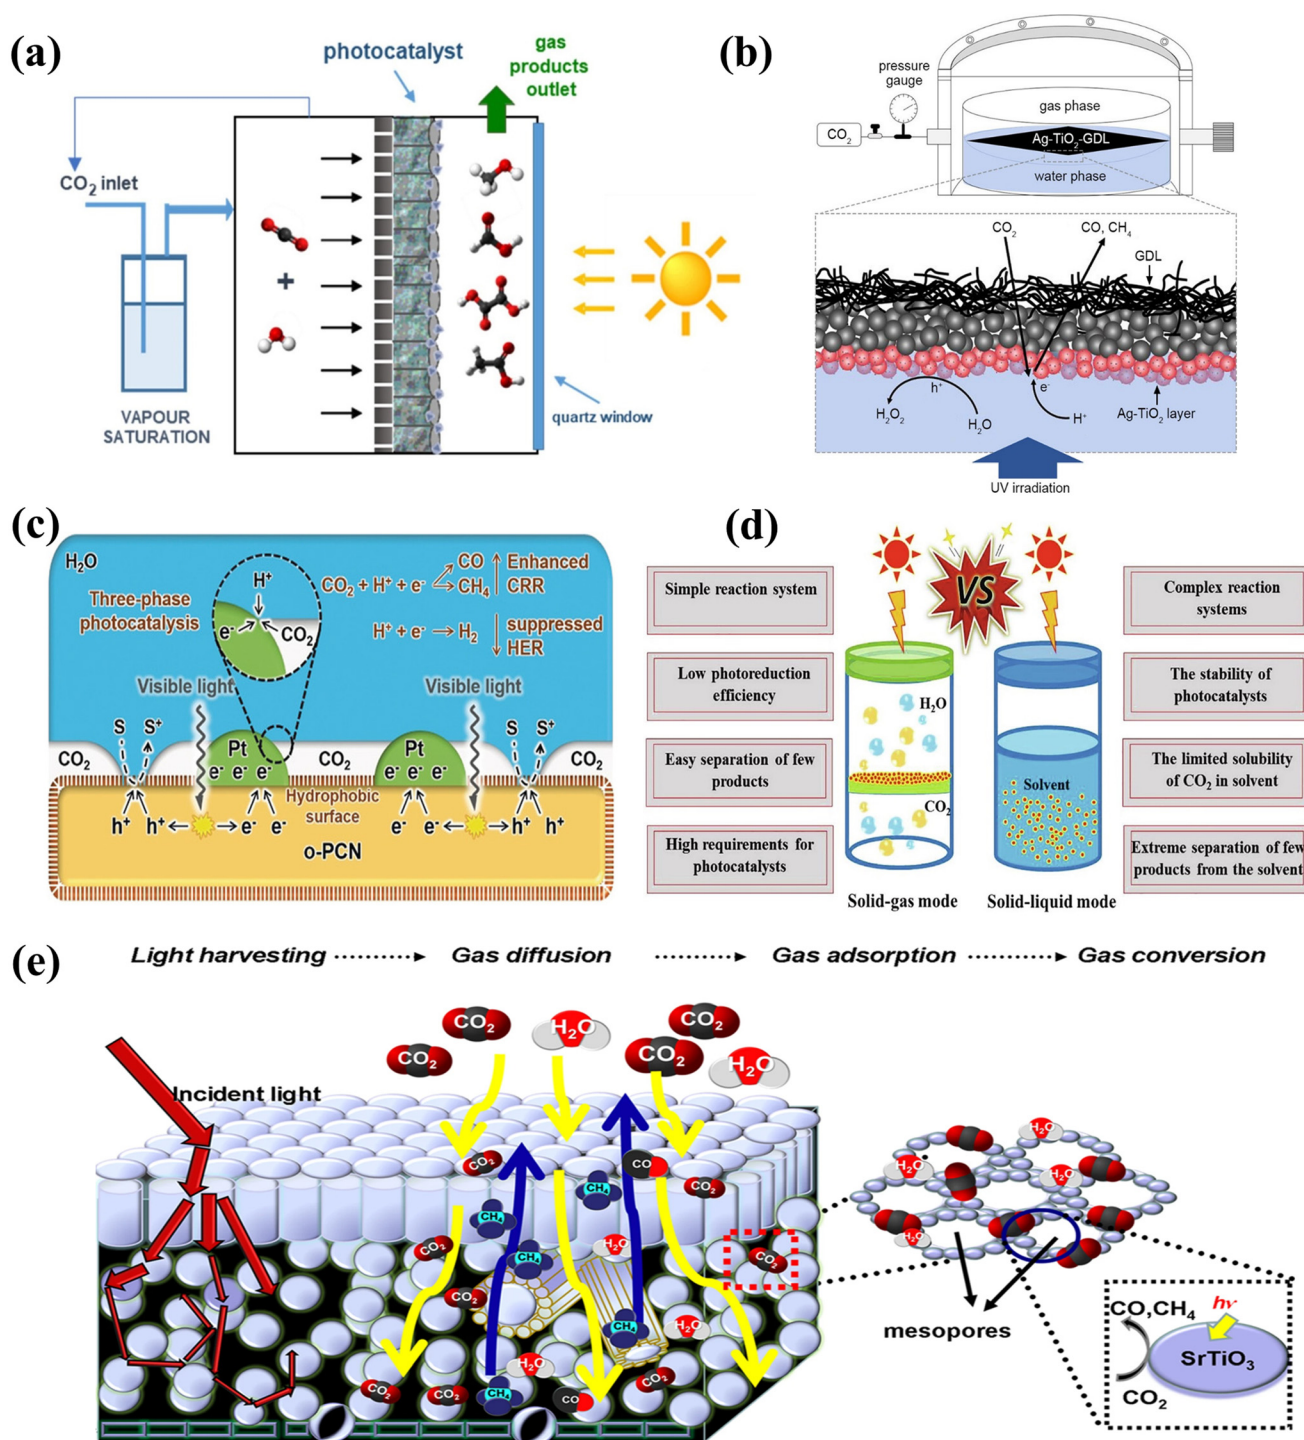 (a)
photocatalyst
gas
products
outlet
CO2 inlet
+
VAPOUR
SATURATION
quartz window
(b)
pressure
gauge
CO2
gas phase
Ag-TiO2-GDL
water phase
CO2
CO, CH4
GDL
h+
e-
H2O2
H2O
H+
Ag-TiO2 layer
UV irradiation
(c)
H2O
Three-phase
photocatalysis
H+
e-
CO2
CO2 + H+ + e-
CO
CH4
Enhanced
CRR
H+ + e- → H2
suppressed
HER
Visible light
Visible light
S
S+
S
S+
CO2
Pt
CO2
Pt
CO2
e- e- e-
e- e- e-
Hydrophobic
surface
h+
h+
e-
e-
e-
e-
h+
h+
o-PCN
(d)
VS
Simple reaction system
Low photoreduction
efficiency
Easy separation of few
products
High requirements for
photocatalysts
H2O
CO2
Solid-gas mode
Solvent
Solid-liquid mode
Complex reaction
systems
The stability of
photocatalysts
The limited solubility
of CO2 in solvent
Extreme separation of few
products from the solvent
(e)
Light harvesting
Gas diffusion
Gas adsorption
Gas conversion
CO2
H2O
CO2
CO2
CO2
H2O
Incident light
CO2
CO
CH4
CO2
CH4
CO2
CH4
H2O
CO2
CO2
CH4
H2O
CO2
CO2
H2O
CH4
CO
CO2
H2O
H2O
H2O
H2O
mesopores
CO,CH4
hν
SrTiO3
CO2